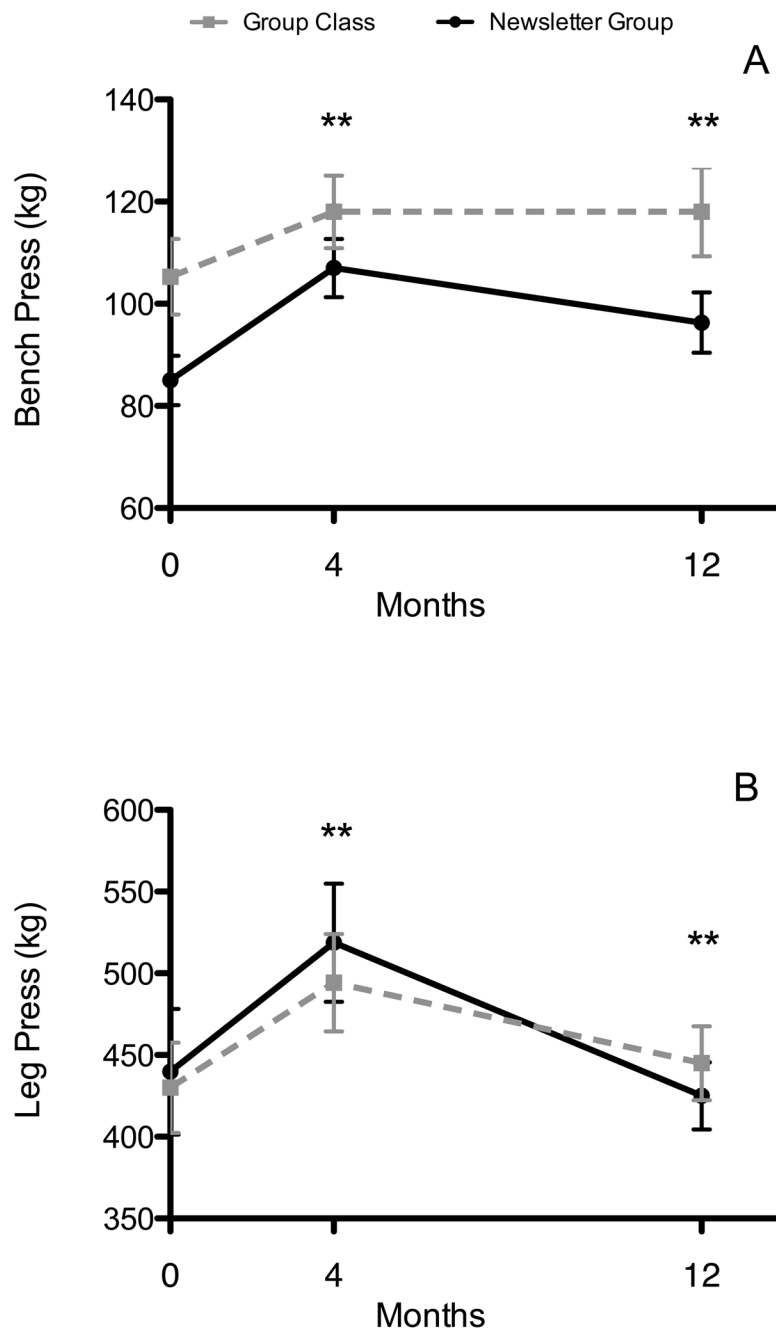 Group Class Newsletter Group
A
140
** **
120
100
80
60
0 4 12
Months
Bench Press (kg)
B
600
**
550
**
500
450
400
350
0 4 12
Months
Leg Press (kg)